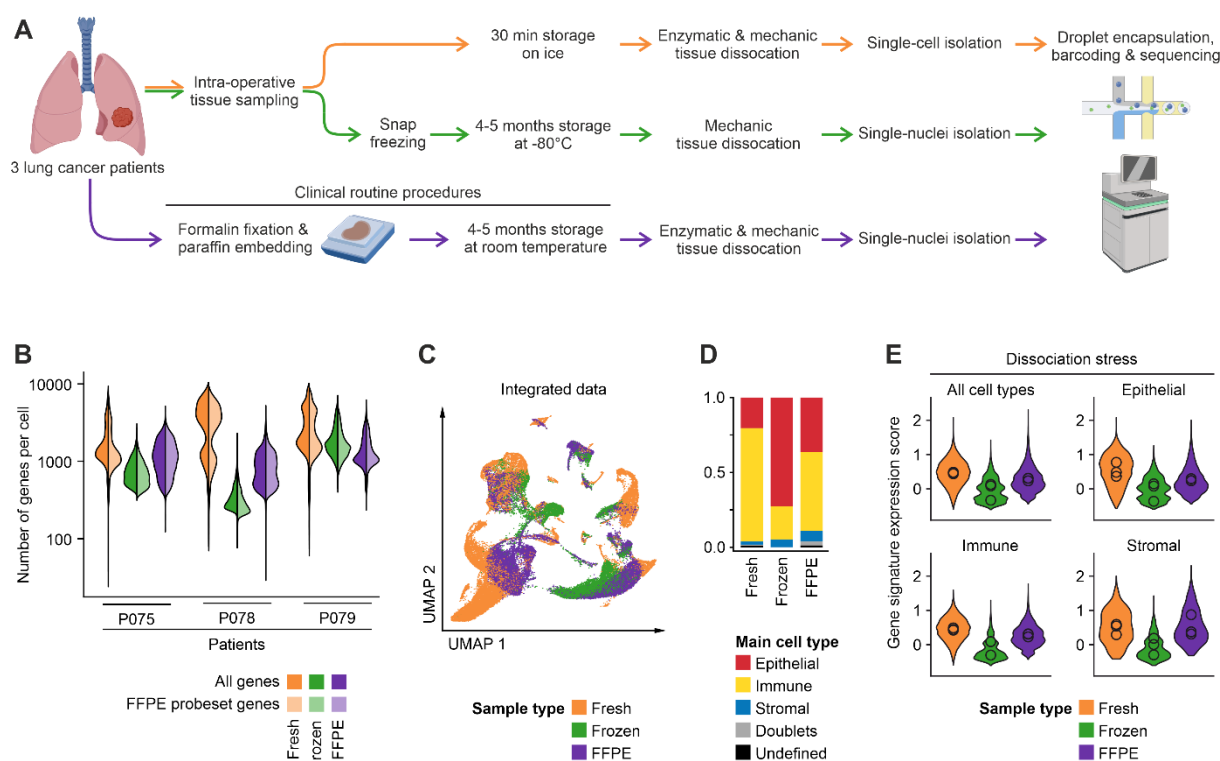 A
30 min storage
on ice
Enzymatic & mechanic
tissue dissocation
Single-cell isolation
Droplet encapsulation,
barcoding & sequencing
Intra-operative
tissue sampling
Snap
freezing
4-5 months storage
at -80°C
Mechanic
tissue dissocation
Single-nuclei isolation
3 lung cancer patients
Clinical routine procedures
Formalin fixation &
paraffin embedding
4-5 months storage
at room temperature
Enzymatic & mechanic
tissue dissocation
Single-nuclei isolation
B
Number of genes per cell
10000
1000
100
P075
P078
P079
Patients
All genes
FFPE probeset genes
Fresh
rozen
FFPE
C
Integrated data
UMAP 2
UMAP 1
Sample type
Fresh
Frozen
FFPE
D
1.0
0.5
0.0
Fresh
Frozen
FFPE
Main cell type
Epithelial
Immune
Stromal
Doublets
Undefined
E
Dissociation stress
Gene signature expression score
All cell types
Epithelial
2
1
0
2
1
0
Immune
Stromal
2
1
0
2
1
0
Sample type
Fresh
Frozen
FFPE